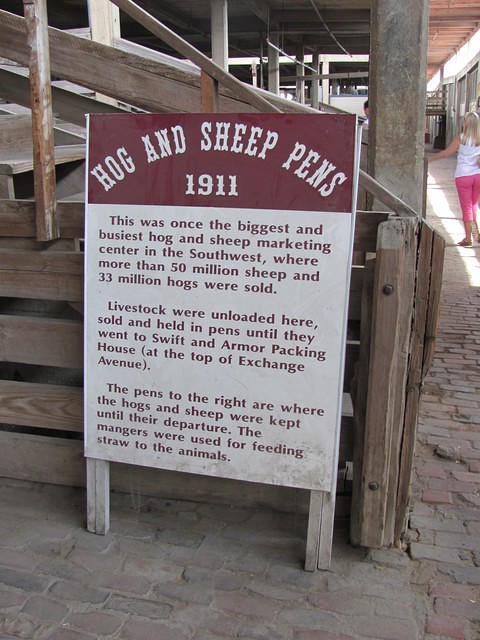 HOG AND SHEEP PENS
1911
This was once the biggest and
busiest hog and sheep marketing
center in the Southwest, where
more than 50 million sheep and
33 million hogs were sold.
Livestock were unloaded here,
sold and held in pens until they
went to Swift and Armor Packing
House (at the top of Exchange
Avenue).
The pens to the right are where
the hogs and sheep were kept
until their departure. The
mangers were used for feeding
straw to the animals.